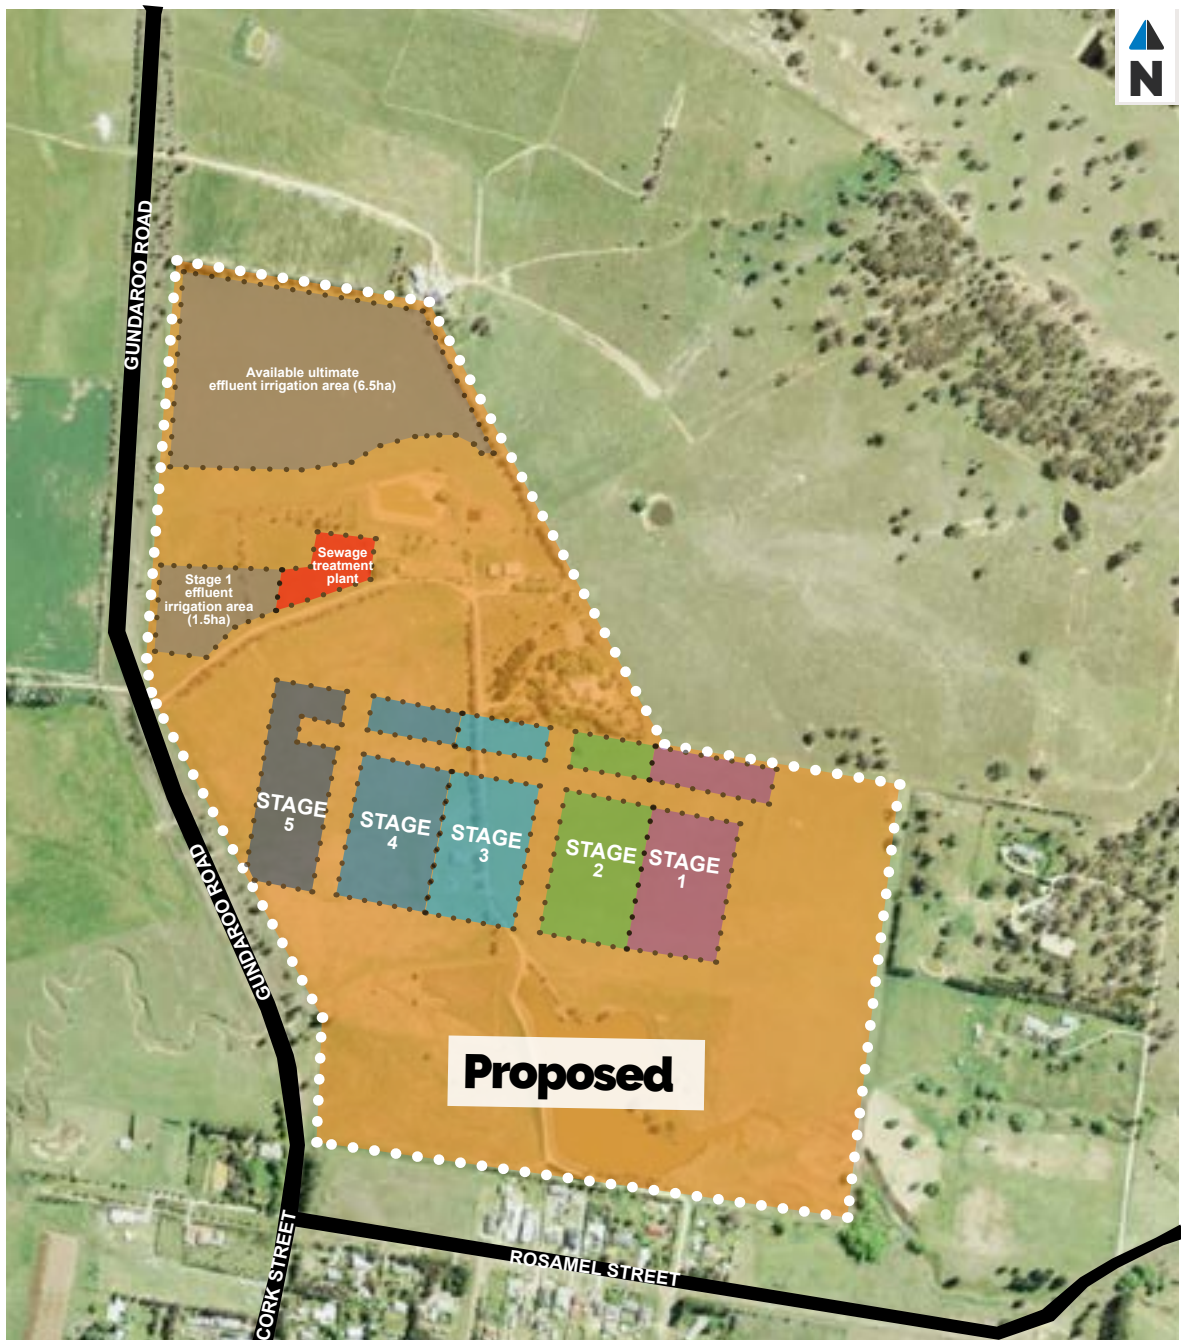 N
GUNDAROO ROAD
Available ultimate
effluent irrigation area (6.5ha)
Sewage
treatment
plant
Stage 1
effluent
irrigation area
(1.5ha)
STAGE
5
STAGE
4
STAGE
3
STAGE
2
STAGE
1
GUNDAROO ROAD
Proposed
CORK STREET
ROSAMEL STREET